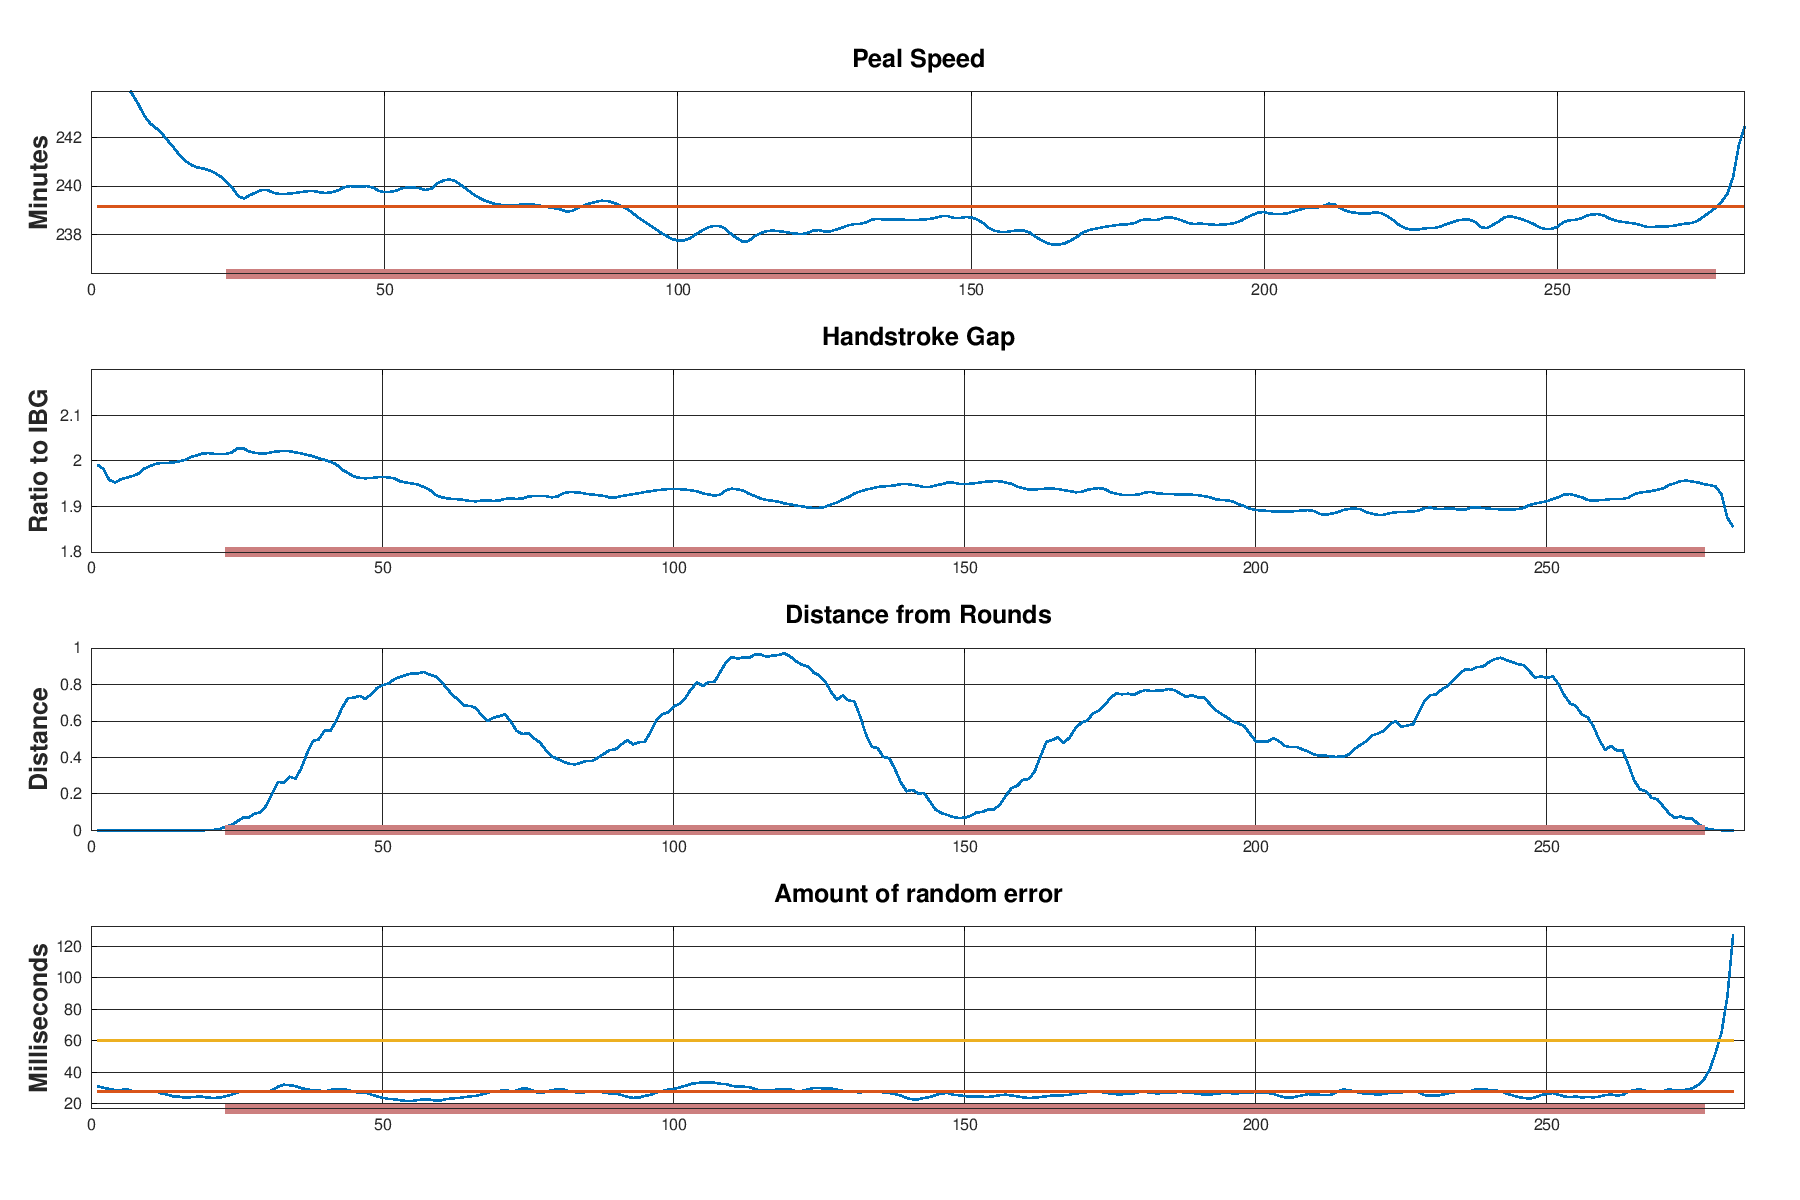 Peal Speed
Minutes
242
240
238
0 50 100 150 200 250
Handstroke Gap
Ratio to IBG
2.1
2
1.9
1.8
0 50 100 150 200 250
Distance from Rounds
Distance
1
0.8
0.6
0.4
0.2
0
0 50 100 150 200 250
Amount of random error
Milliseconds
120
100
80
60
40
20
0 50 100 150 200 250